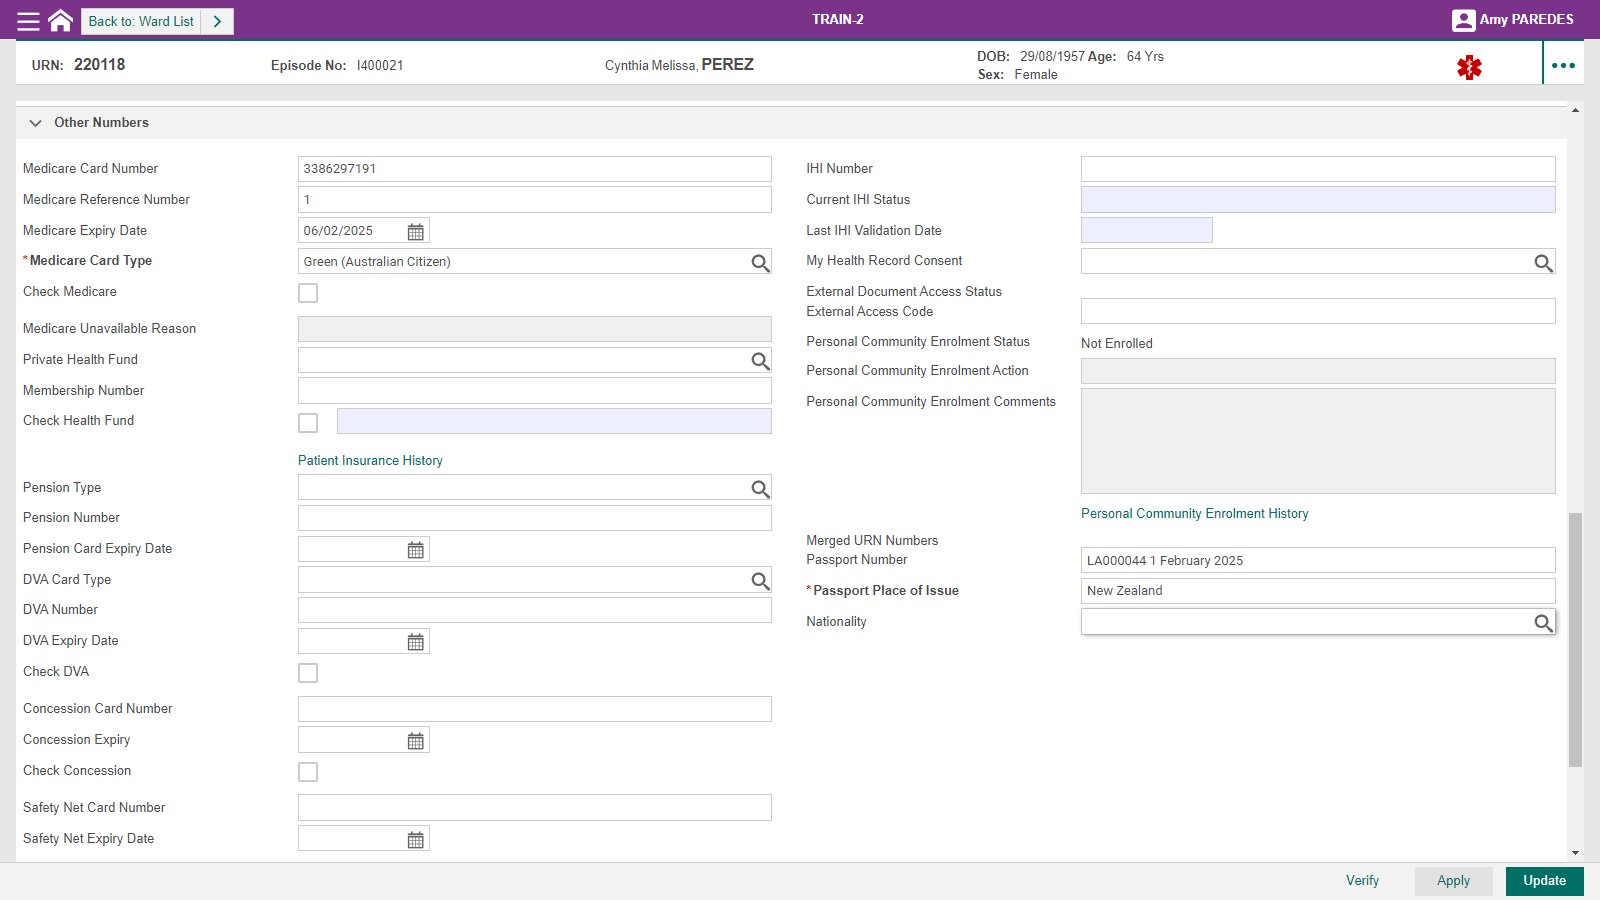 Back to: Ward List
TRAIN-2
Amy PAREDES
URN: 220118
Episode No: I400021
Cynthia Melissa, PEREZ
DOB: 29/08/1957 Age: 64 Yrs
Sex: Female
Other Numbers
Medicare Card Number 3386297191
Medicare Reference Number 1
Medicare Expiry Date 06/02/2025
*Medicare Card Type Green (Australian Citizen)
Check Medicare
Medicare Unavailable Reason
Private Health Fund
Membership Number
Check Health Fund
Patient Insurance History
Pension Type
Pension Number
Pension Card Expiry Date
DVA Card Type
DVA Number
DVA Expiry Date
Check DVA
Concession Card Number
Concession Expiry
Check Concession
Safety Net Card Number
Safety Net Expiry Date
IHI Number
Current IHI Status
Last IHI Validation Date
My Health Record Consent
External Document Access Status
External Access Code
Personal Community Enrolment Status Not Enrolled
Personal Community Enrolment Action
Personal Community Enrolment Comments
Personal Community Enrolment History
Merged URN Numbers
Passport Number LA000044 1 February 2025
*Passport Place of Issue New Zealand
Nationality
Verify
Apply
Update